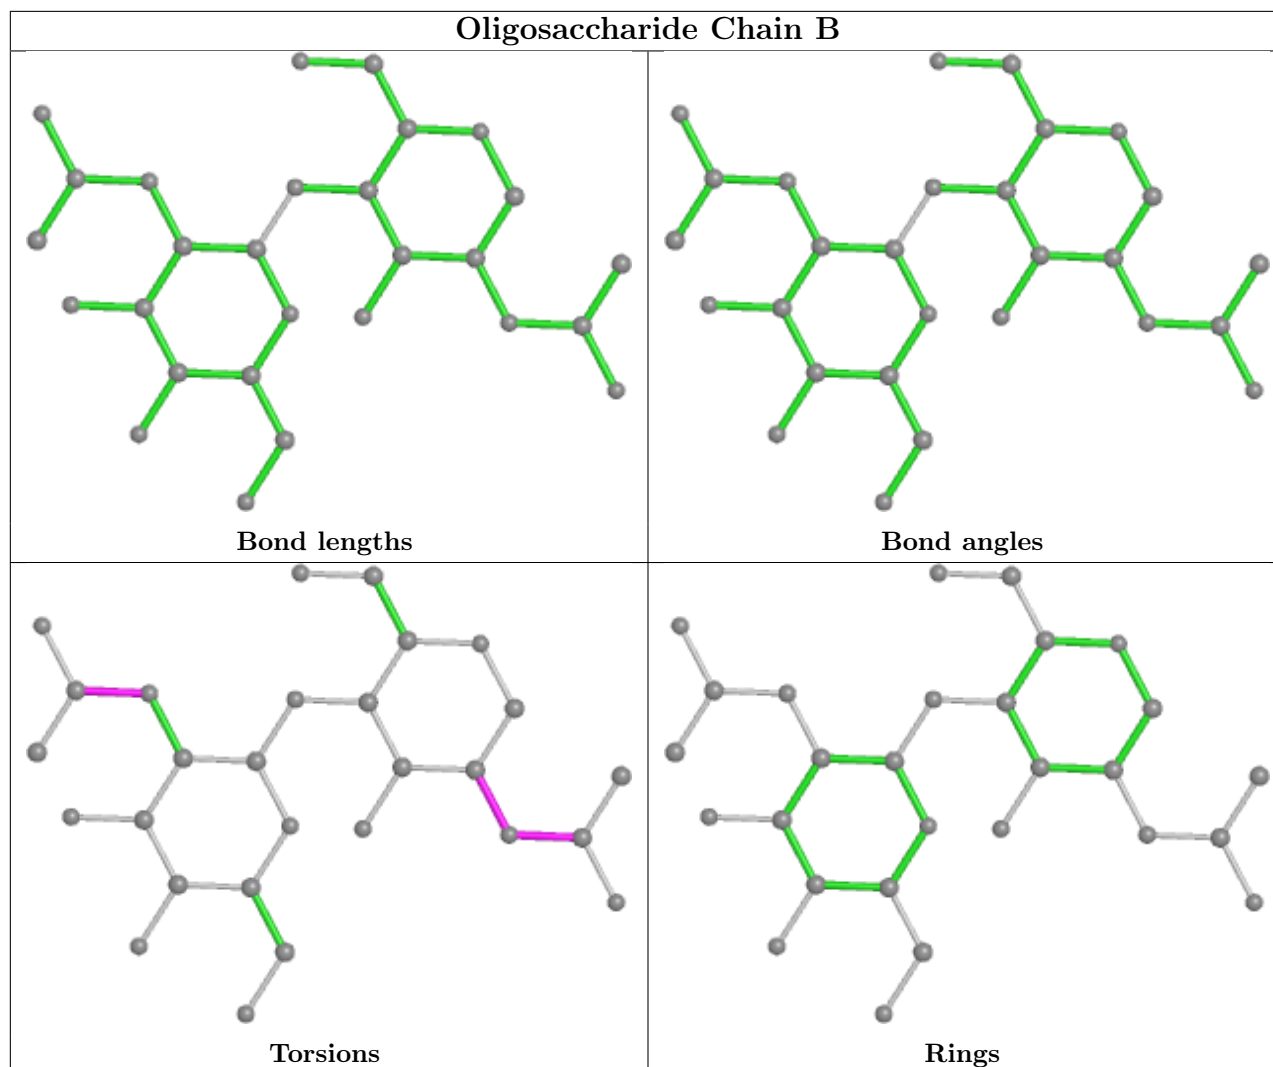 Oligosaccharide Chain B
Bond lengths
Bond angles
Torsions
Rings